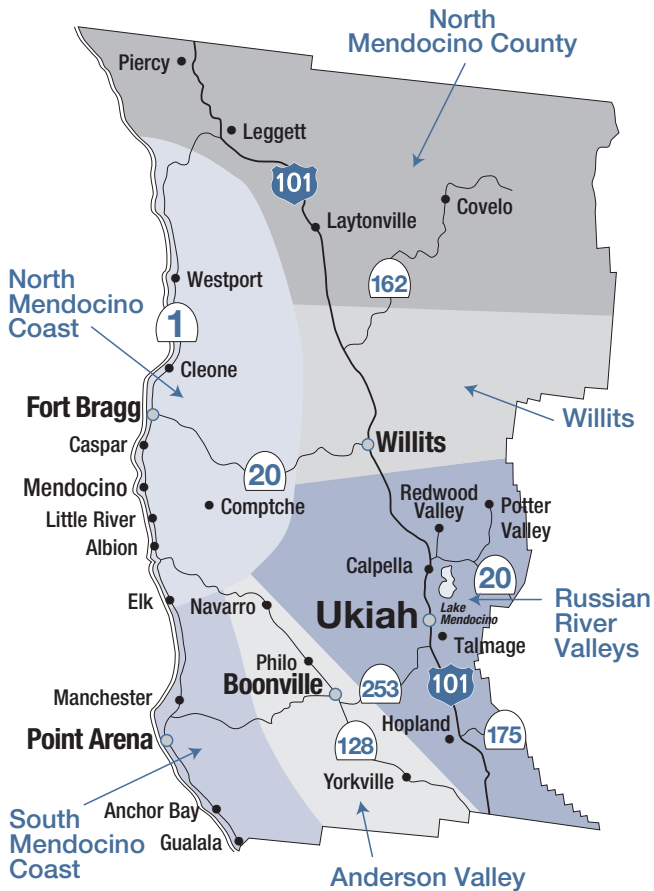 North
Mendocino County
Piercy
Leggett
101
Laytonville
Covelo
162
Westport
North
Mendocino
Coast
1
Cleone
Fort Bragg
Caspar
Willits
Willits
20
Mendocino
Comptche
Little River
Albion
Redwood
Valley
Potter
Valley
Calpella
20
Elk
Navarro
Ukiah
Lake
Mendocino
Russian
River
Valleys
Talmage
Philo
Boonville
253
101
Manchester
Point Arena
128
Hopland
175
Yorkville
Anchor Bay
Gualala
South
Mendocino
Coast
Anderson Valley